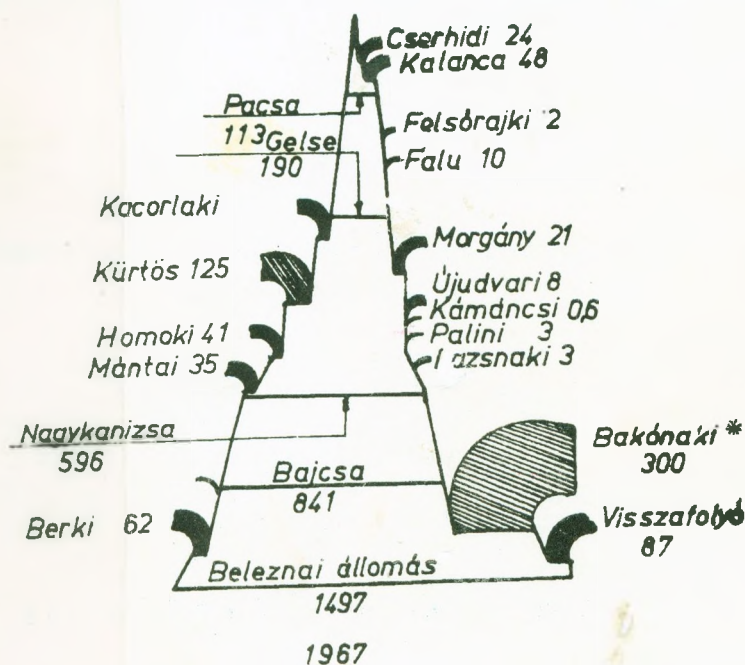 Cserhidi 24
Kalanca 48
Pacsa
113
Gelse
190
Felsőrajki 2
Falu 10
Kacorlaki
Morgány 21
Kürtös 125
Újudvari 8
Kámáncsi 0,6
Homoki 41
Palini 3
Mántai 35
Nagykanizsa
596
Bakónaki *
300
Bajcsa
841
Berki 62
Visszafolyó
87
Beleznai állomás
1497
1967